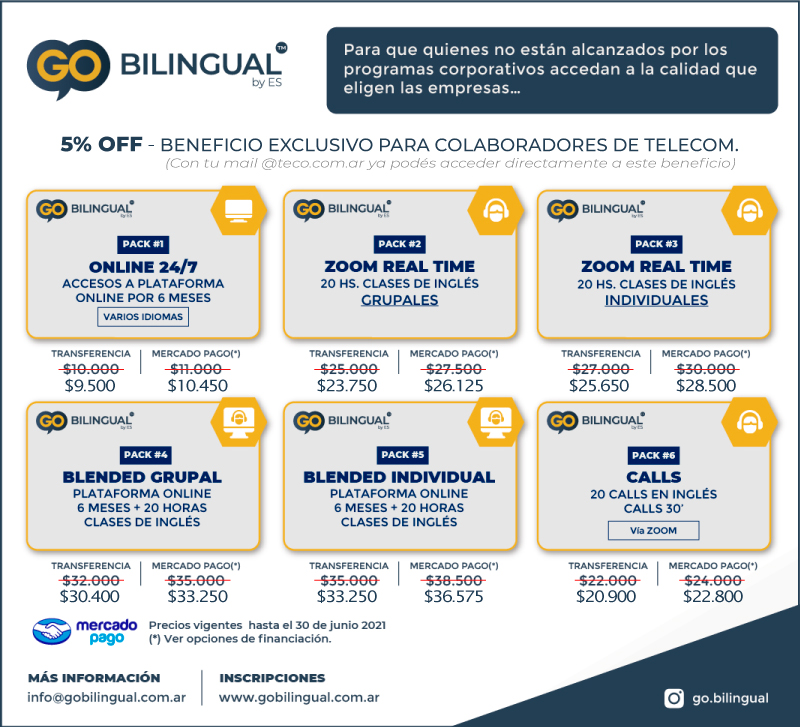 GO BILINGUAL™
by ES
Para que quienes no están alcanzados por los
programas corporativos accedan a la calidad que
eligen las empresas...
5% OFF - BENEFICIO EXCLUSIVO PARA COLABORADORES DE TELECOM.
(Con tu mail @teco.com.ar ya podés acceder directamente a este beneficio)
GO BILINGUAL
by ES
PACK #1
ONLINE 24/7
ACCESOS A PLATAFORMA
ONLINE POR 6 MESES
VARIOS IDIOMAS
TRANSFERENCIA
$10.000
$9.500
MERCADO PAGO(*)
$11.000
$10.450
GO BILINGUAL
by ES
PACK #2
ZOOM REAL TIME
20 HS. CLASES DE INGLÉS
GRUPALES
TRANSFERENCIA
$25.000
$23.750
MERCADO PAGO(*)
$27.500
$26.125
GO BILINGUAL
by ES
PACK #3
ZOOM REAL TIME
20 HS. CLASES DE INGLÉS
INDIVIDUALES
TRANSFERENCIA
$27.000
$25.650
MERCADO PAGO(*)
$30.000
$28.500
GO BILINGUAL
by ES
PACK #4
BLENDED GRUPAL
PLATAFORMA ONLINE
6 MESES + 20 HORAS
CLASES DE INGLÉS
TRANSFERENCIA
$32.000
$30.400
MERCADO PAGO(*)
$35.000
$33.250
GO BILINGUAL
by ES
PACK #5
BLENDED INDIVIDUAL
PLATAFORMA ONLINE
6 MESES + 20 HORAS
CLASES DE INGLÉS
TRANSFERENCIA
$35.000
$33.250
MERCADO PAGO(*)
$38.500
$36.575
GO BILINGUAL
by ES
PACK #6
CALLS
20 CALLS EN INGLÉS
CALLS 30'
Vía ZOOM
TRANSFERENCIA
$22.000
$20.900
MERCADO PAGO(*)
$24.000
$22.800
mercado
pago
Precios vigentes hasta el 30 de junio 2021
(*) Ver opciones de financiación.
MÁS INFORMACIÓN
info@gobilingual.com.ar
INSCRIPCIONES
www.gobilingual.com.ar
go.bilingual